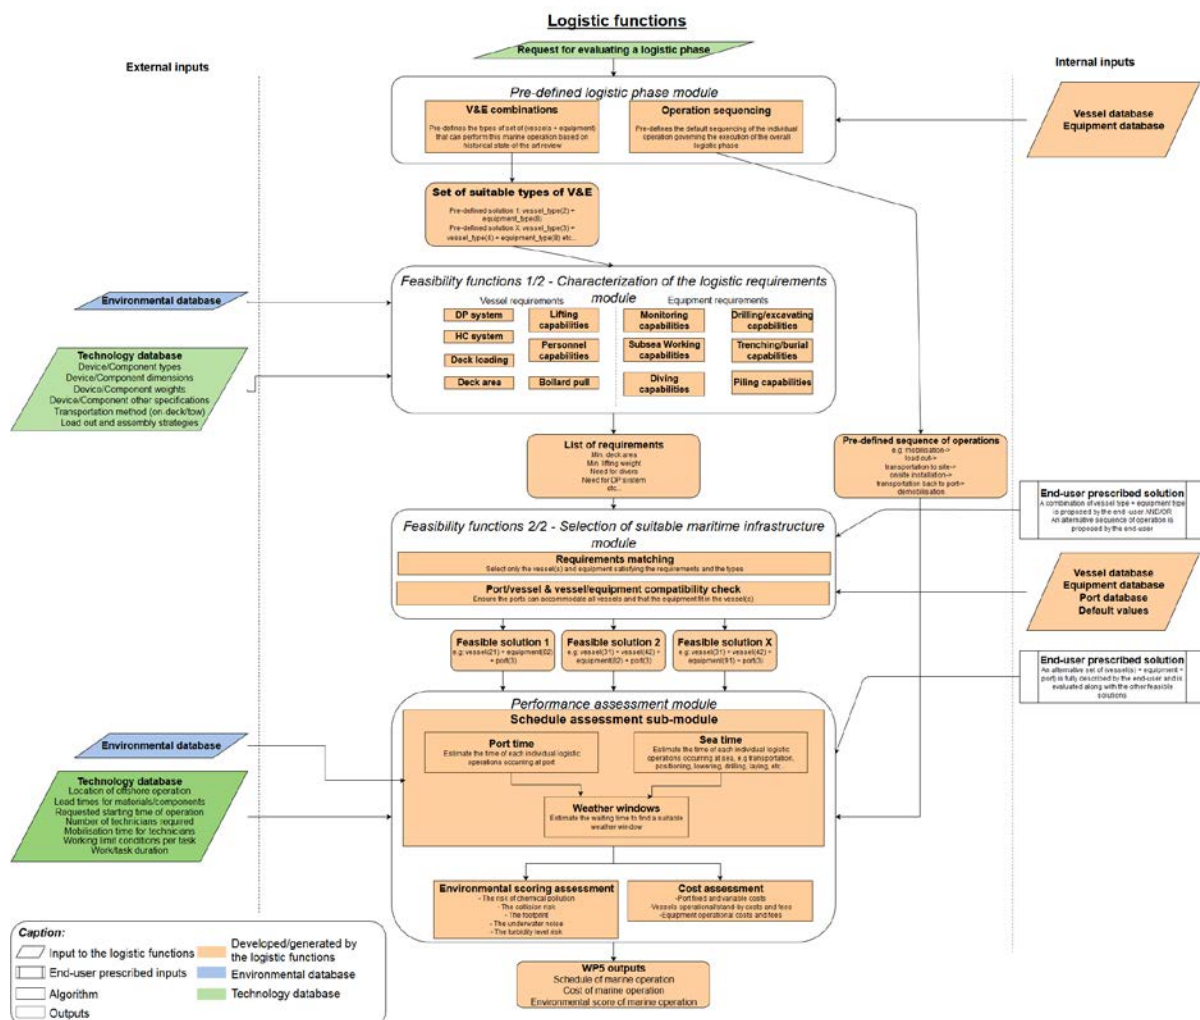 Logistic functions
Request for evaluating a logistic phase
External inputs
Internal inputs
Pre-defined logistic phase module
V&E combinations
Pre-defines the types of set of (vessels + equipment)
that can perform this marine operation based on
historical state of the art review
Operation sequencing
Pre-defines the default sequencing of the individual
operation governing the execution of the overall
logistic phase
Vessel database
Equipment database
Set of suitable types of V&E
Pre-defined solution 1, vessel_type(2) +
equipment_type(8)
Pre-defined solution X, vessel_type(3) +
etc...
Feasibility functions 1/2 - Characterization of the logistic requirements
module
Vessel requirements
Equipment requirements
DP system
HC system
Deck loading
Deck area
Lifting
capabilities
Personnel
capabilities
Bollard pull
Monitoring
capabilities
Subsea Working
capabilities
Diving
capabilities
Drilling/excavating
capabilities
Trenching/burial
capabilities
Piling capabilities
Environmental database
Technology database
Device/Component types
Device/Component dimensions
Device/Component weights
Device/Component other specifications
Transportation method (on-deck/tow)
Load out and assembly strategies
List of requirements
Min. deck area
Min. lifting weight
Need for divers
Need for DP system
etc...
Pre-defined sequence of operations
e.g: mobilisation->
load out->
transportation to site->
onsite installation->
transportation back to port->
demobilisation
End-user prescribed solution
A combination of vessel type + equipment type
is proposed by the end -user AND/OR
An alternative sequence of operation is
proposed by the end-user
Feasibility functions 2/2 - Selection of suitable maritime infrastructure
module
Requirements matching
Select only the vessel(s) and equipment satisfying the requirements and the types
Port/vessel & vessel/equipment compatibility check
Ensure the ports can accommodate all vessels and that the equipment fit in the vessel(s)
Vessel database
Equipment database
Port database
Default values
Feasible solution 1
e.g: vessel(21) + equipment(02)
+ port(3)
Feasible solution 2
e.g: vessel(31) + vessel(42) +
equipment(82) + port(3)
Feasible solution X
e.g: vessel(31) + vessel(42) +
equipment(91) + port(3)
End-user prescribed solution
An alternative set of (vessel(s) + equipment +
port) is fully described by the end-user and is
evaluated along with the other feasible
solutions
Performance assessment module
Schedule assessment sub-module
Port time
Estimate the time of each individual logistic
operations occurring at port
Sea time
Estimate the time of each individual logistic
operations occurring at sea, e.g transportation,
positioning, lowering, drilling, laying, etc
Weather windows
Estimate the waiting time to find a suitable
weather window
Environmental database
Technology database
Location of offshore operation
Lead times for materials/components
Requested starting time of operation
Number of technicians required
Mobilisation time for technicians
Working limit conditions per task
Work/task duration
Environmental scoring assessment
- The risk of chemical pollution
- The collision risk
- The footprint
- The underwater noise
- The turbidity level risk
Cost assessment
-Port fixed and variable costs
-Vessels operational/stand-by costs and fees
-Equipment operational costs and fees
WP5 outputs
Schedule of marine operation
Cost of marine operation
Environmental score of marine operation
Caption:
Input to the logistic functions
End-user prescribed inputs
Algorithm
Outputs
Developed/generated by
the logistic functions
Environmental database
Technology database